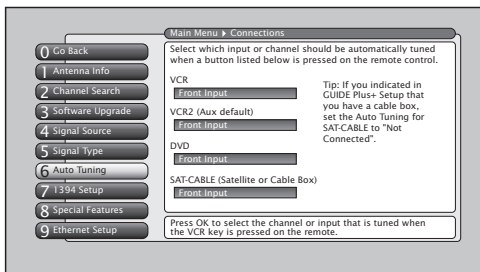 Main Menu ▸ Connections
0 Go Back
1 Antenna Info
2 Channel Search
3 Software Upgrade
4 Signal Source
5 Signal Type
6 Auto Tuning
7 1394 Setup
8 Special Features
9 Ethernet Setup
Select which input or channel should be automatically tuned
when a button listed below is pressed on the remote control.
VCR
Front Input
VCR2 (Aux default)
Front Input
DVD
Front Input
SAT-CABLE (Satellite or Cable Box)
Front Input
Tip: If you indicated in
GUIDE Plus+ Setup that
you have a cable box,
set the Auto Tuning for
SAT-CABLE to "Not
Connected".
Press OK to select the channel or input that is tuned when
the VCR key is pressed on the remote.